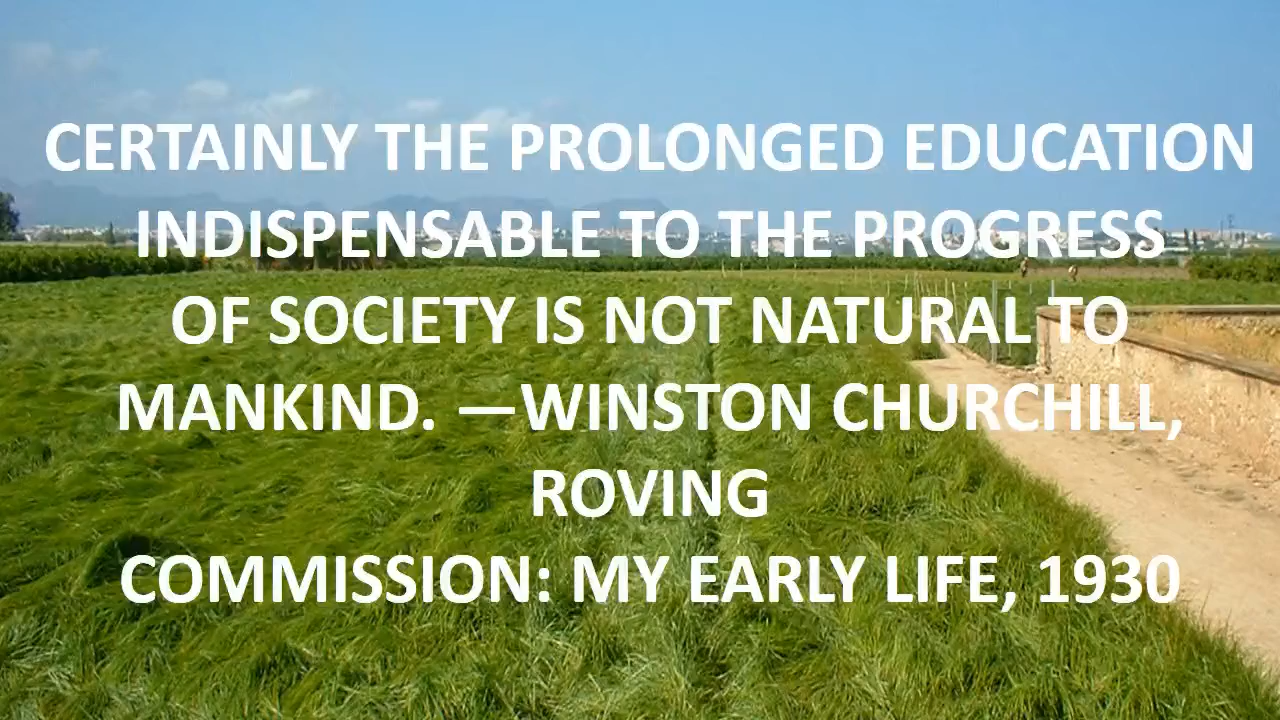 CERTAINLY THE PROLONGED EDUCATION
INDISPENSABLE TO THE PROGRESS
OF SOCIETY IS NOT NATURAL TO
MANKIND. —WINSTON CHURCHILL,
ROVING
COMMISSION: MY EARLY LIFE, 1930